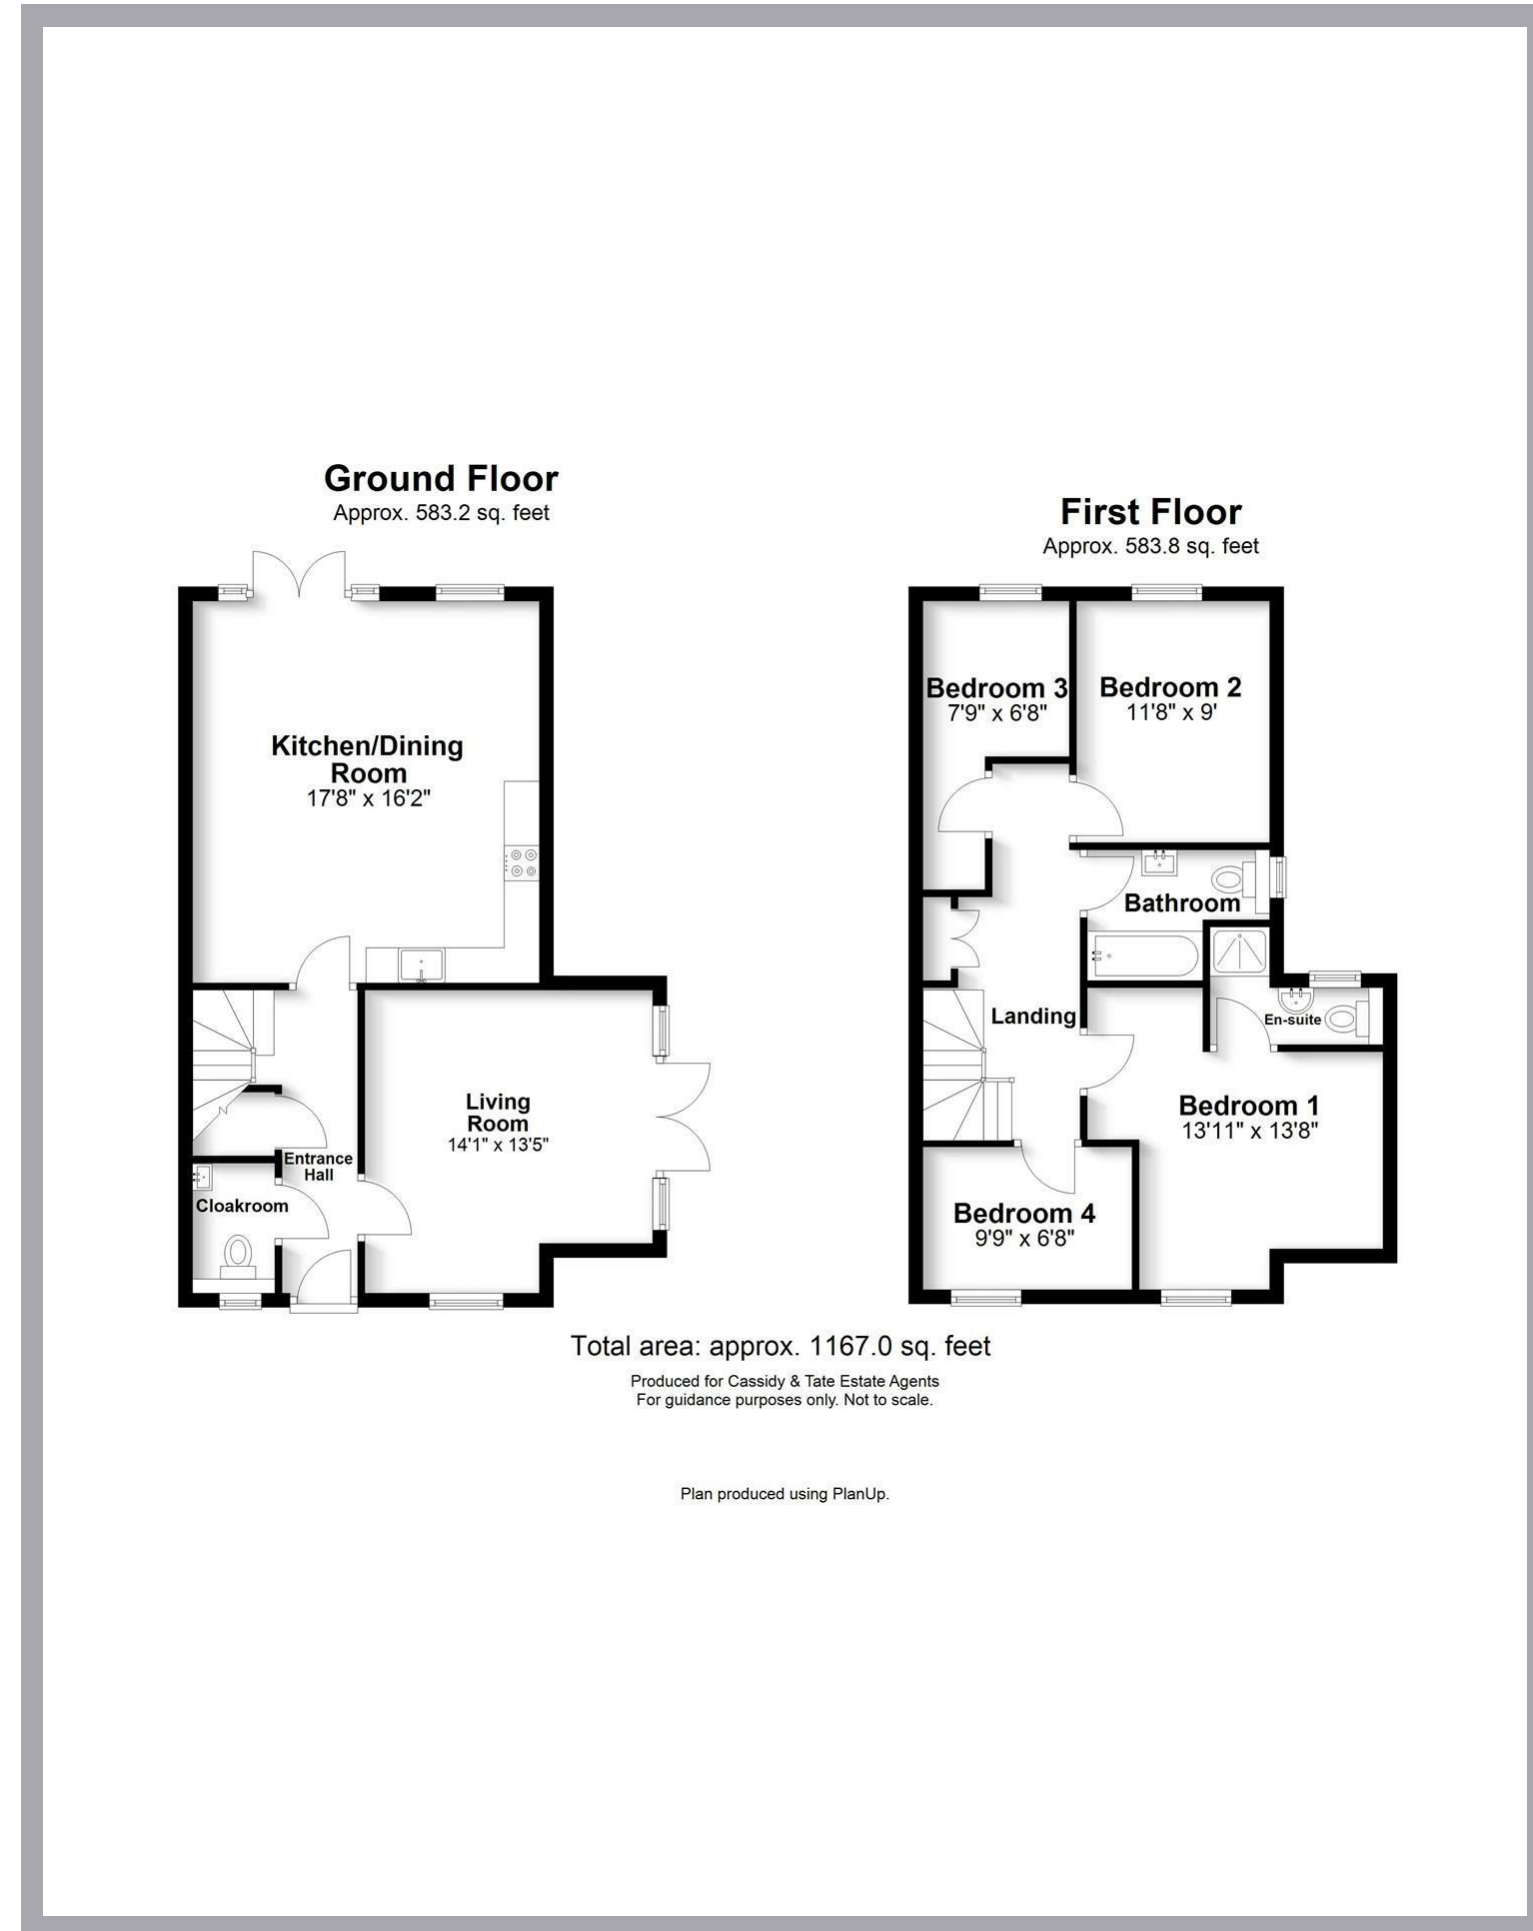 Ground Floor
Approx. 583.2 sq. feet
Kitchen/Dining
Room
17'8" x 16'2"
Living
Room
14'1" x 13'5"
Entrance
Hall
Cloakroom
First Floor
Approx. 583.8 sq. feet
Bedroom 3
7'9" x 6'8"
Bedroom 2
11'8" x 9'
Bathroom
Landing
En-suite
Bedroom 1
13'11" x 13'8"
Bedroom 4
9'9" x 6'8"
Total area: approx. 1167.0 sq. feet
Produced for Cassidy & Tate Estate Agents
For guidance purposes only. Not to scale.
Plan produced using PlanUp.